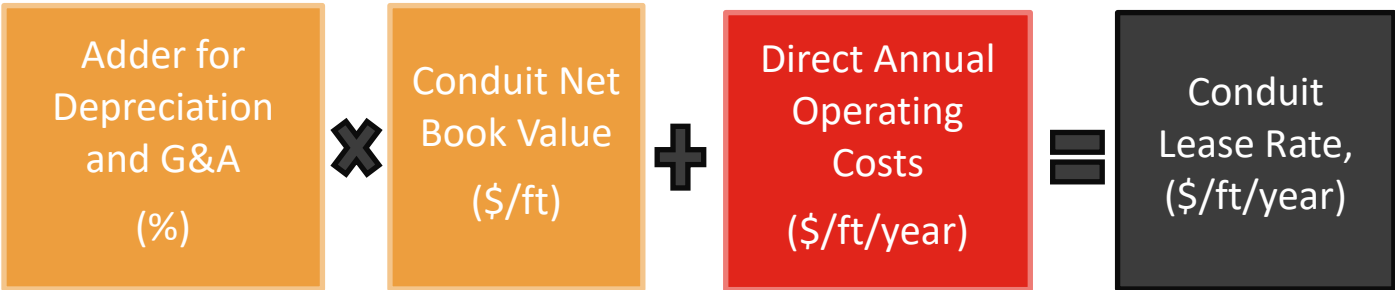 Adder for
Depreciation
and G&A
(%)
Conduit Net
Book Value
($/ft)
Direct Annual
Operating
Costs
($/ft/year)
Conduit
Lease Rate,
($/ft/year)